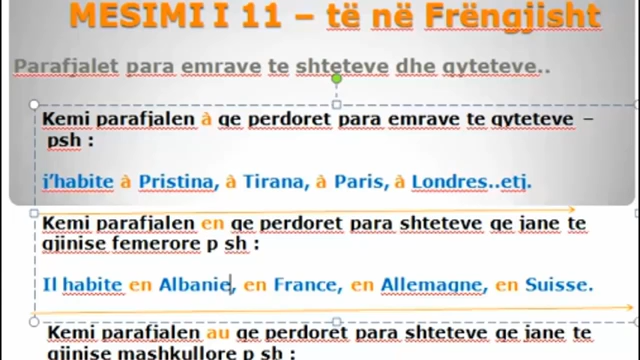 MESIMI I 11 – të në Frëngjisht
Parafjalet para emrave te shteteve dhe qyteteve..
Kemi parafjalen à qe perdoret para emrave te qyteteve –
psh :
j'habite à Pristina, à Tirana, à Paris, à Londres..etj.
Kemi parafjalen en qe perdoret para shteteve qe jane te
gjinise femerore p sh :
Il habite en Albanie, en France, en Allemagne, en Suisse.
Kemi parafjalen au qe perdoret para shteteve qe jane te
gjinise mashkullore p sh :